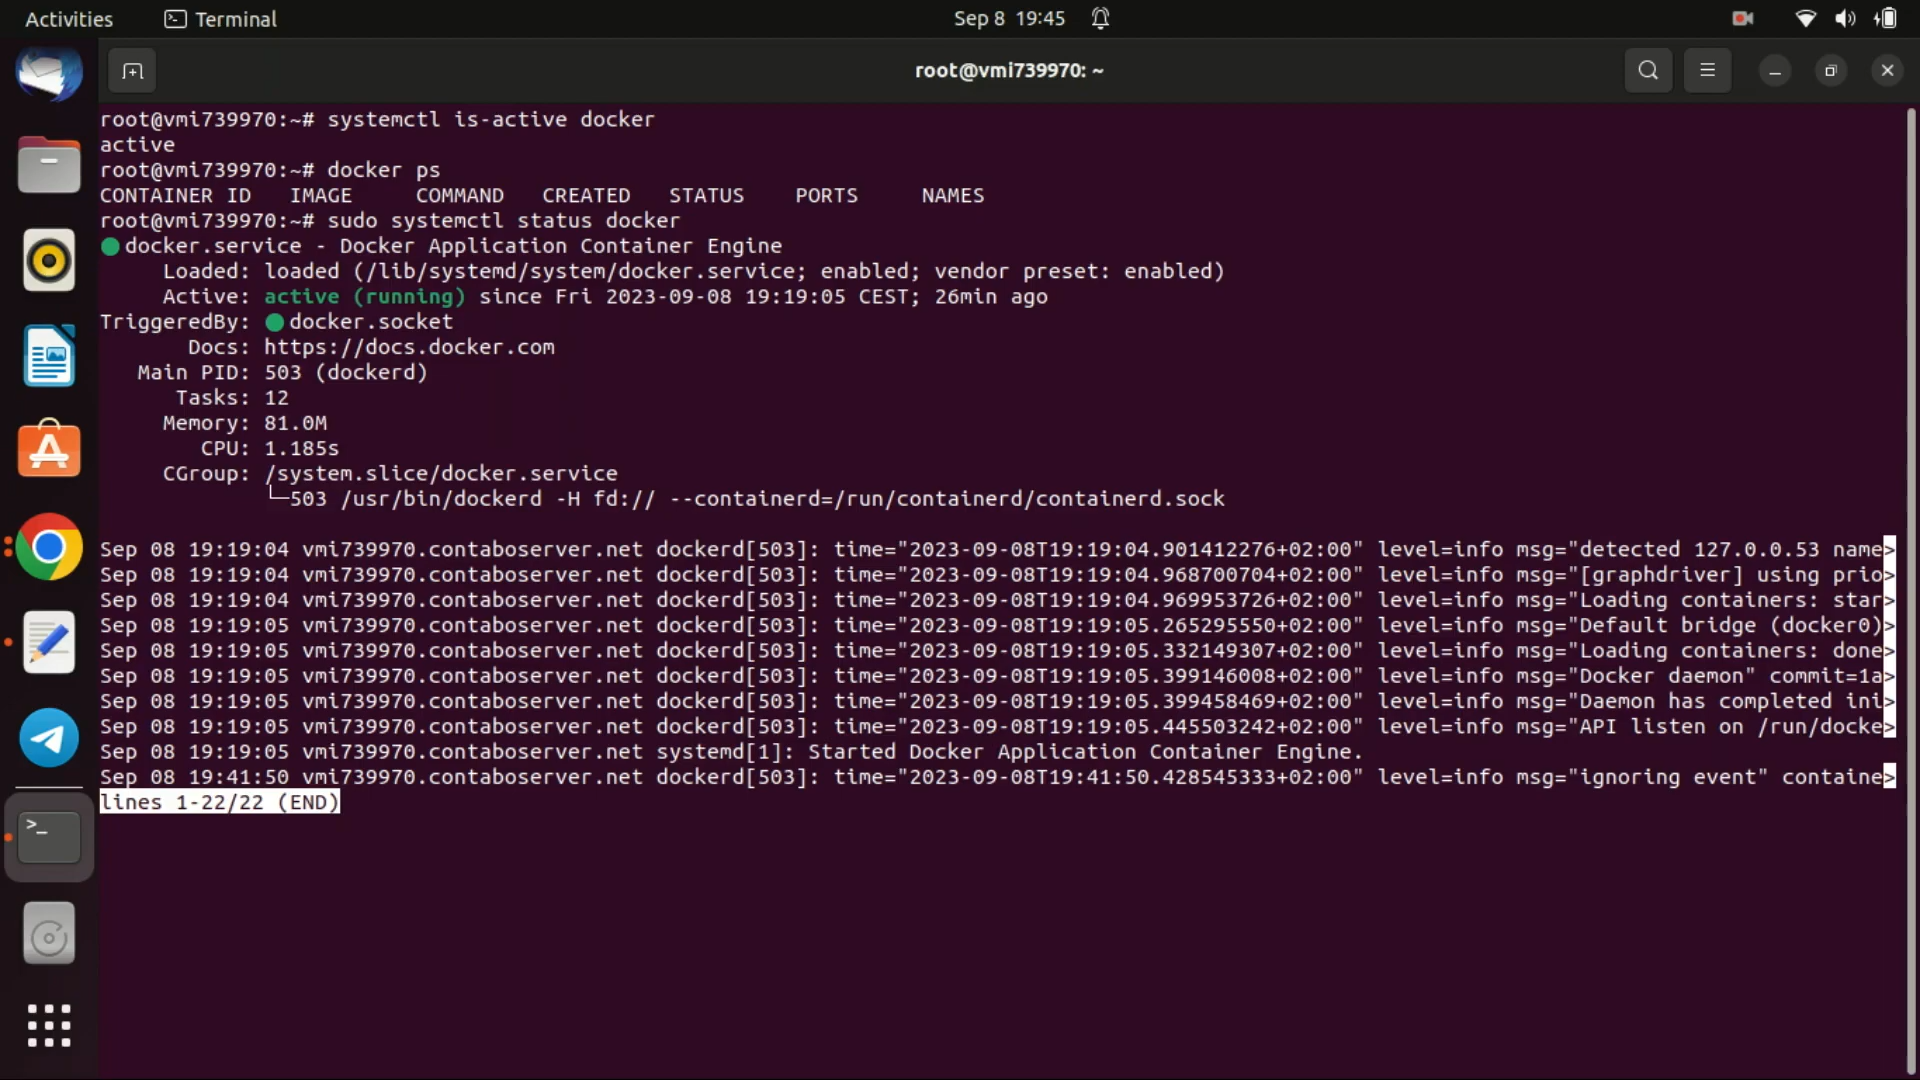 Activities Terminal Sep 8 19:45
root@vmi739970: ~
root@vmi739970:~# systemctl is-active docker
active
root@vmi739970:~# docker ps
CONTAINER ID   IMAGE     COMMAND   CREATED   STATUS    PORTS     NAMES
root@vmi739970:~# sudo systemctl status docker
● docker.service - Docker Application Container Engine
     Loaded: loaded (/lib/systemd/system/docker.service; enabled; vendor preset: enabled)
     Active: active (running) since Fri 2023-09-08 19:19:05 CEST; 26min ago
TriggeredBy: ● docker.socket
       Docs: https://docs.docker.com
   Main PID: 503 (dockerd)
      Tasks: 12
     Memory: 81.0M
        CPU: 1.185s
     CGroup: /system.slice/docker.service
             └─503 /usr/bin/dockerd -H fd:// --containerd=/run/containerd/containerd.sock
Sep 08 19:19:04 vmi739970.contaboserver.net dockerd[503]: time="2023-09-08T19:19:04.901412276+02:00" level=info msg="detected 127.0.0.53 name>
Sep 08 19:19:04 vmi739970.contaboserver.net dockerd[503]: time="2023-09-08T19:19:04.968700704+02:00" level=info msg="[graphdriver] using prio>
Sep 08 19:19:04 vmi739970.contaboserver.net dockerd[503]: time="2023-09-08T19:19:04.969953726+02:00" level=info msg="Loading containers: star>
Sep 08 19:19:05 vmi739970.contaboserver.net dockerd[503]: time="2023-09-08T19:19:05.265295550+02:00" level=info msg="Default bridge (docker0)>
Sep 08 19:19:05 vmi739970.contaboserver.net dockerd[503]: time="2023-09-08T19:19:05.332149307+02:00" level=info msg="Loading containers: done>
Sep 08 19:19:05 vmi739970.contaboserver.net dockerd[503]: time="2023-09-08T19:19:05.399146008+02:00" level=info msg="Docker daemon" commit=1a>
Sep 08 19:19:05 vmi739970.contaboserver.net dockerd[503]: time="2023-09-08T19:19:05.399458469+02:00" level=info msg="Daemon has completed ini>
Sep 08 19:19:05 vmi739970.contaboserver.net dockerd[503]: time="2023-09-08T19:19:05.445503242+02:00" level=info msg="API listen on /run/docke>
Sep 08 19:19:05 vmi739970.contaboserver.net systemd[1]: Started Docker Application Container Engine.
Sep 08 19:41:50 vmi739970.contaboserver.net dockerd[503]: time="2023-09-08T19:41:50.428545333+02:00" level=info msg="ignoring event" containe>
lines 1-22/22 (END)